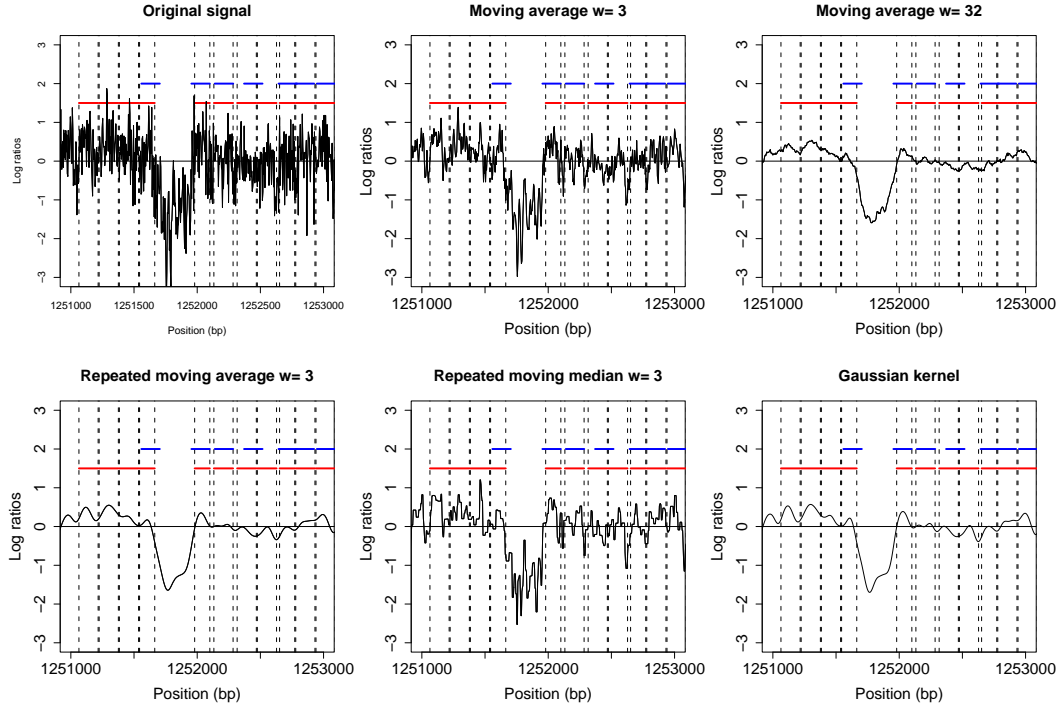 Original signal
Log ratios
3
2
1
0
−1
−2
−3
1251000 1251500 1252000 1252500 1253000
Position (bp)
Moving average w= 3
Log ratios
3
2
1
0
−1
−2
−3
1251000 1252000 1253000
Position (bp)
Moving average w= 32
Log ratios
3
2
1
0
−1
−2
−3
1251000 1252000 1253000
Position (bp)
Repeated moving average w= 3
Log ratios
3
2
1
0
−1
−2
−3
1251000 1252000 1253000
Position (bp)
Repeated moving median w= 3
Log ratios
3
2
1
0
−1
−2
−3
1251000 1252000 1253000
Position (bp)
Gaussian kernel
Log ratios
3
2
1
0
−1
−2
−3
1251000 1252000 1253000
Position (bp)